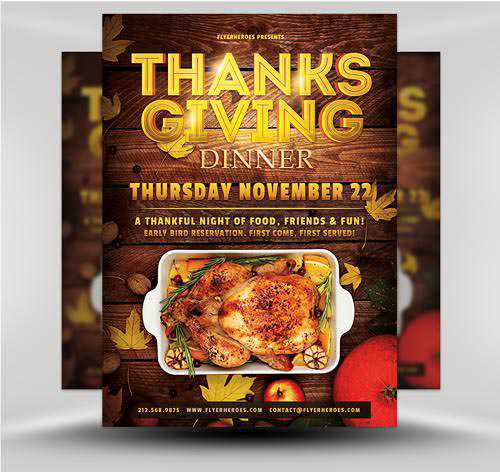 FLYERHEROES PRESENTS
THANKS
GIVING
DINNER
THURSDAY NOVEMBER 22
A THANKFUL NIGHT OF FOOD, FRIENDS & FUN!
EARLY BIRD RESERVATION. FIRST COME, FIRST SERVED!
212.568.9875 WWW.FLYERHEROES.COM CONTACT@FLYERHEROES.COM